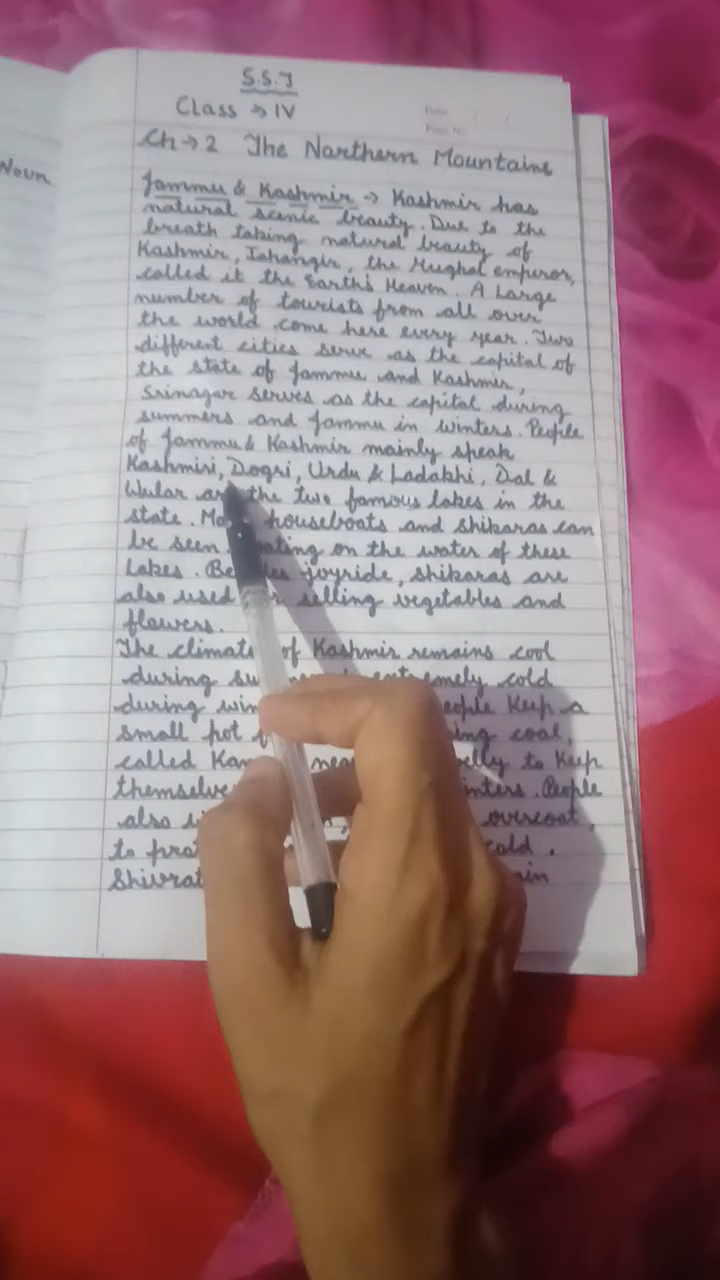 S.S.T
Class → IV
Date / /
Page No.
Ch → 2 The Narthern Mountains
Noun
Jammu & Kashmir → Kashmir has
natural scenic beauty. Due to the
breath taking natural beauty of
Kashmir, Jahangir, the Mughal emperor,
called it the Earth's Heaven. A large
number of tourists from all over
the world come here every year. Two
different cities serve as the capital of
the state of Jammu and Kashmir,
Srinagar serves as the capital during
summers and Jammu in winters. People
of Jammu & Kashmir mainly speak
Kashmiri, Dogri, Urdu & Ladakhi, Dal &
Wular are the two famous lakes in the
state. houseboats and shikaras can
be seen on the water of these
lakes. joyride, shikaras are
also used selling vegetables and
flowers.
The climate of Kashmir remains cool
during cold
during Keep a
small pot coal,
called to Keep
People
also overcoat,
to cold.